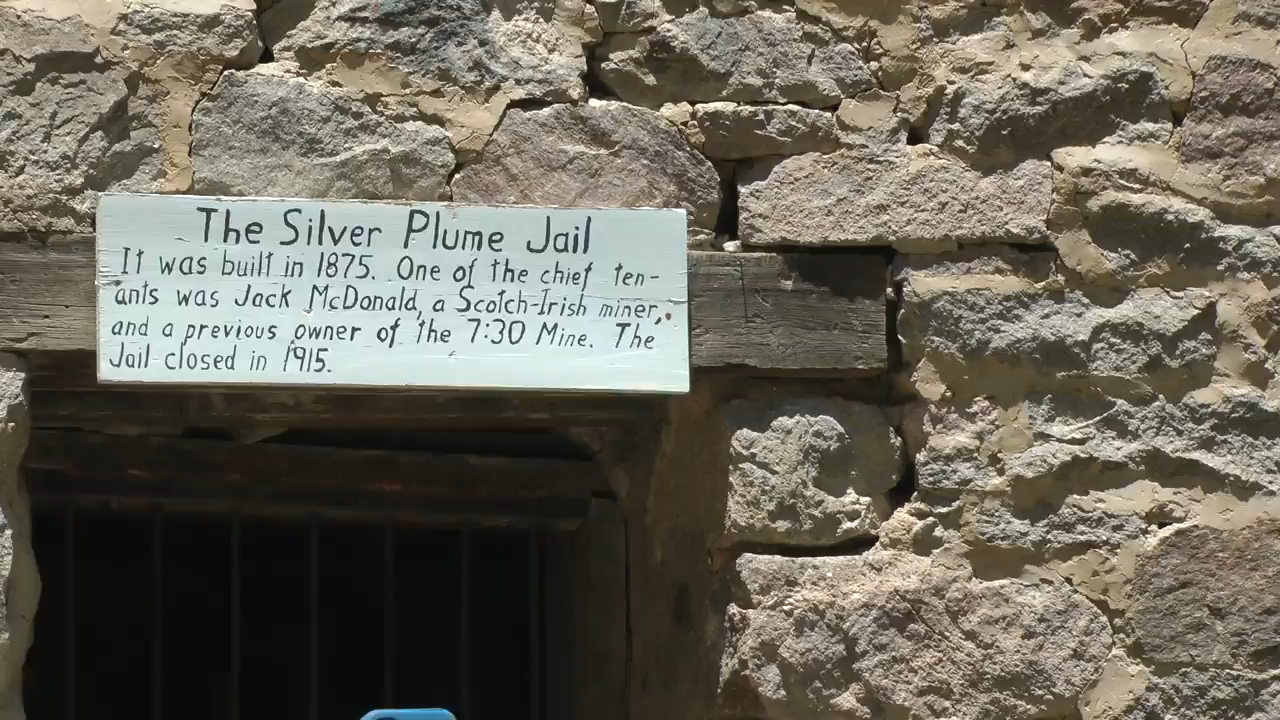 The Silver Plume Jail
It was built in 1875. One of the chief ten-
ants was Jack McDonald, a Scotch-Irish miner,
and a previous owner of the 7:30 Mine. The
Jail closed in 1915.